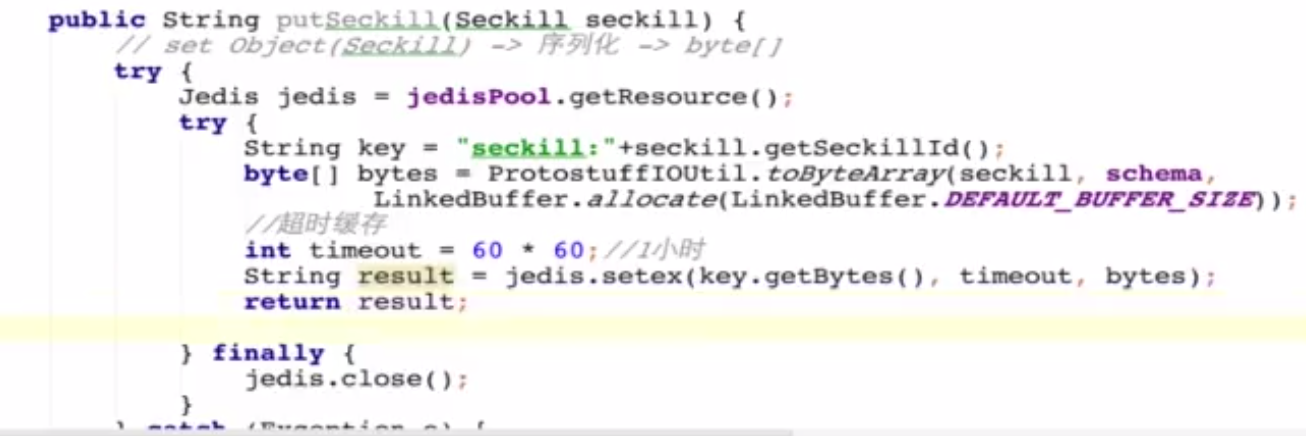 public String putSeckill(Seckill seckill) {
// set Object(Seckill) -> 序列化 -> byte[]
try {
Jedis jedis = jedisPool.getResource();
try {
String key = "seckill:"+seckill.getSeckillId();
byte[] bytes = ProtostuffIOUtil.toByteArray(seckill, schema,
LinkedBuffer.allocate(LinkedBuffer.DEFAULT_BUFFER_SIZE));
//超时缓存
int timeout = 60 * 60;//1小时
String result = jedis.setex(key.getBytes(), timeout, bytes);
return result;
} finally {
jedis.close();
}
} catch (Exception e) {